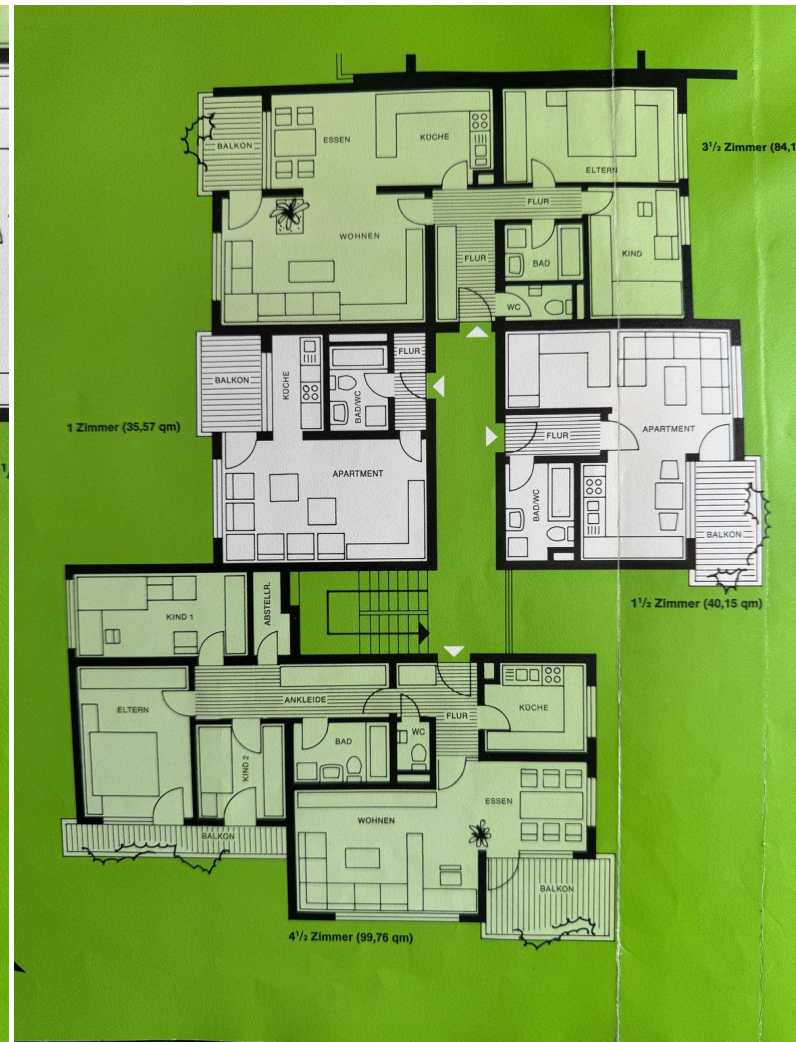 BALKON
ESSEN
KÜCHE
ELTERN
3½ Zimmer (84,1
FLUR
WOHNEN
FLUR
BAD
KIND
WC
BALKON
KÜCHE
FLUR
BAD/WC
1 Zimmer (35,57 qm)
APARTMENT
APARTMENT
FLUR
BAD/WC
BALKON
1½ Zimmer (40,15 qm)
KIND 1
ABSTELLR.
ELTERN
ANKLEIDE
FLUR
KÜCHE
BAD
WC
KIND 2
BALKON
WOHNEN
ESSEN
BALKON
4½ Zimmer (99,76 qm)